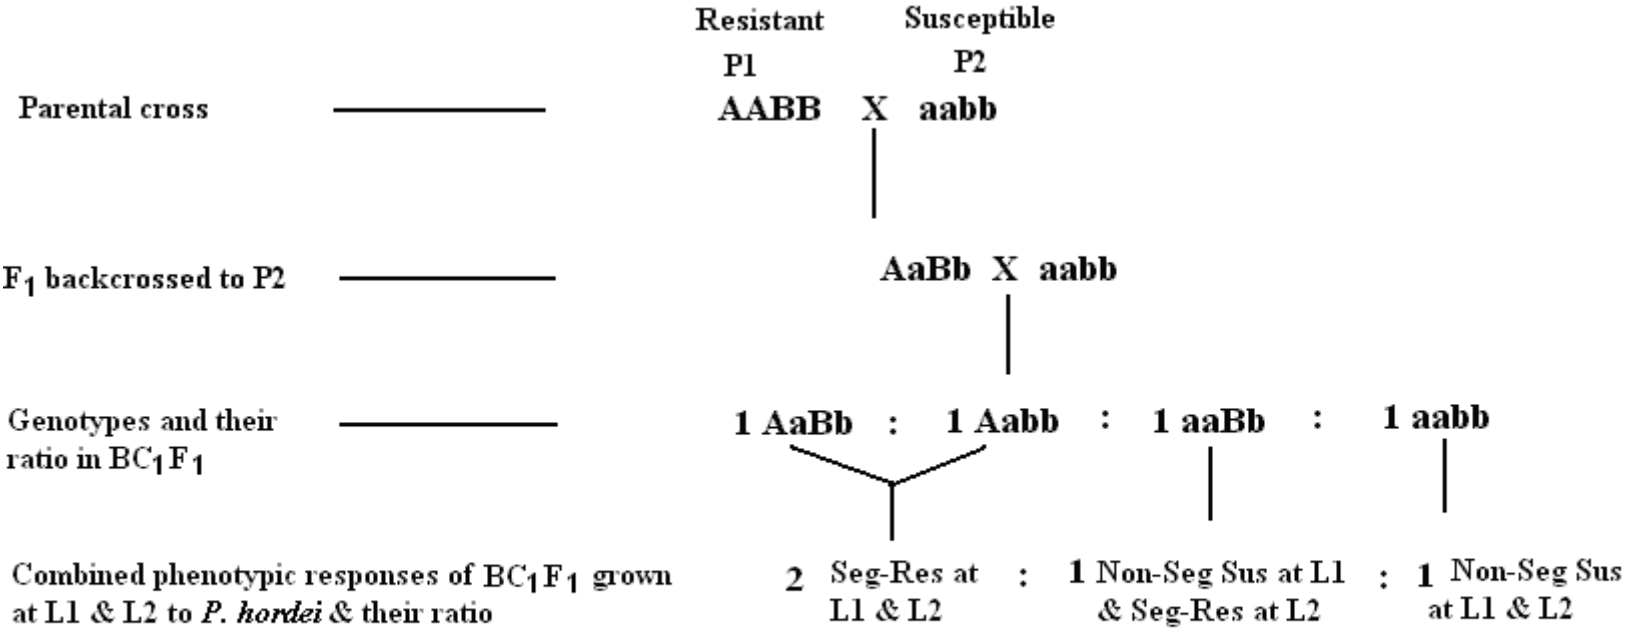 Resistant Susceptible
P1 P2
Parental cross AABB X aabb
F1 backcrossed to P2 AaBb X aabb
Genotypes and their
ratio in BC1F1
1 AaBb : 1 Aabb : 1 aaBb : 1 aabb
Combined phenotypic responses of BC1F1 grown
at L1 & L2 to P. hordei & their ratio
2 Seg-Res at
L1 & L2
:
1 Non-Seg Sus at L1
& Seg-Res at L2
:
1 Non-Seg Sus
at L1 & L2